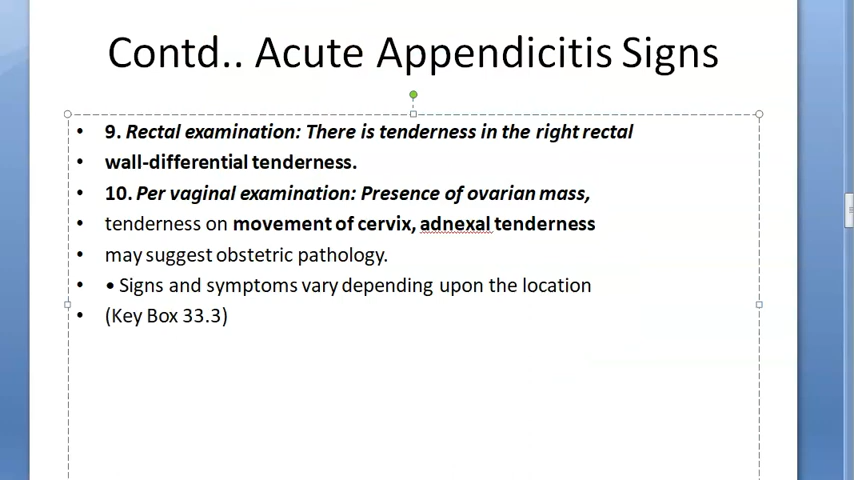 Contd.. Acute Appendicitis Signs
• 9. Rectal examination: There is tenderness in the right rectal
• wall-differential tenderness.
• 10. Per vaginal examination: Presence of ovarian mass,
• tenderness on movement of cervix, adnexal tenderness
• may suggest obstetric pathology.
• • Signs and symptoms vary depending upon the location
• (Key Box 33.3)